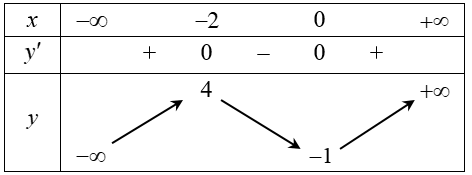 x –∞ –2 0 +∞
y′ + 0 – 0 +
4 +∞
y
–∞ –1